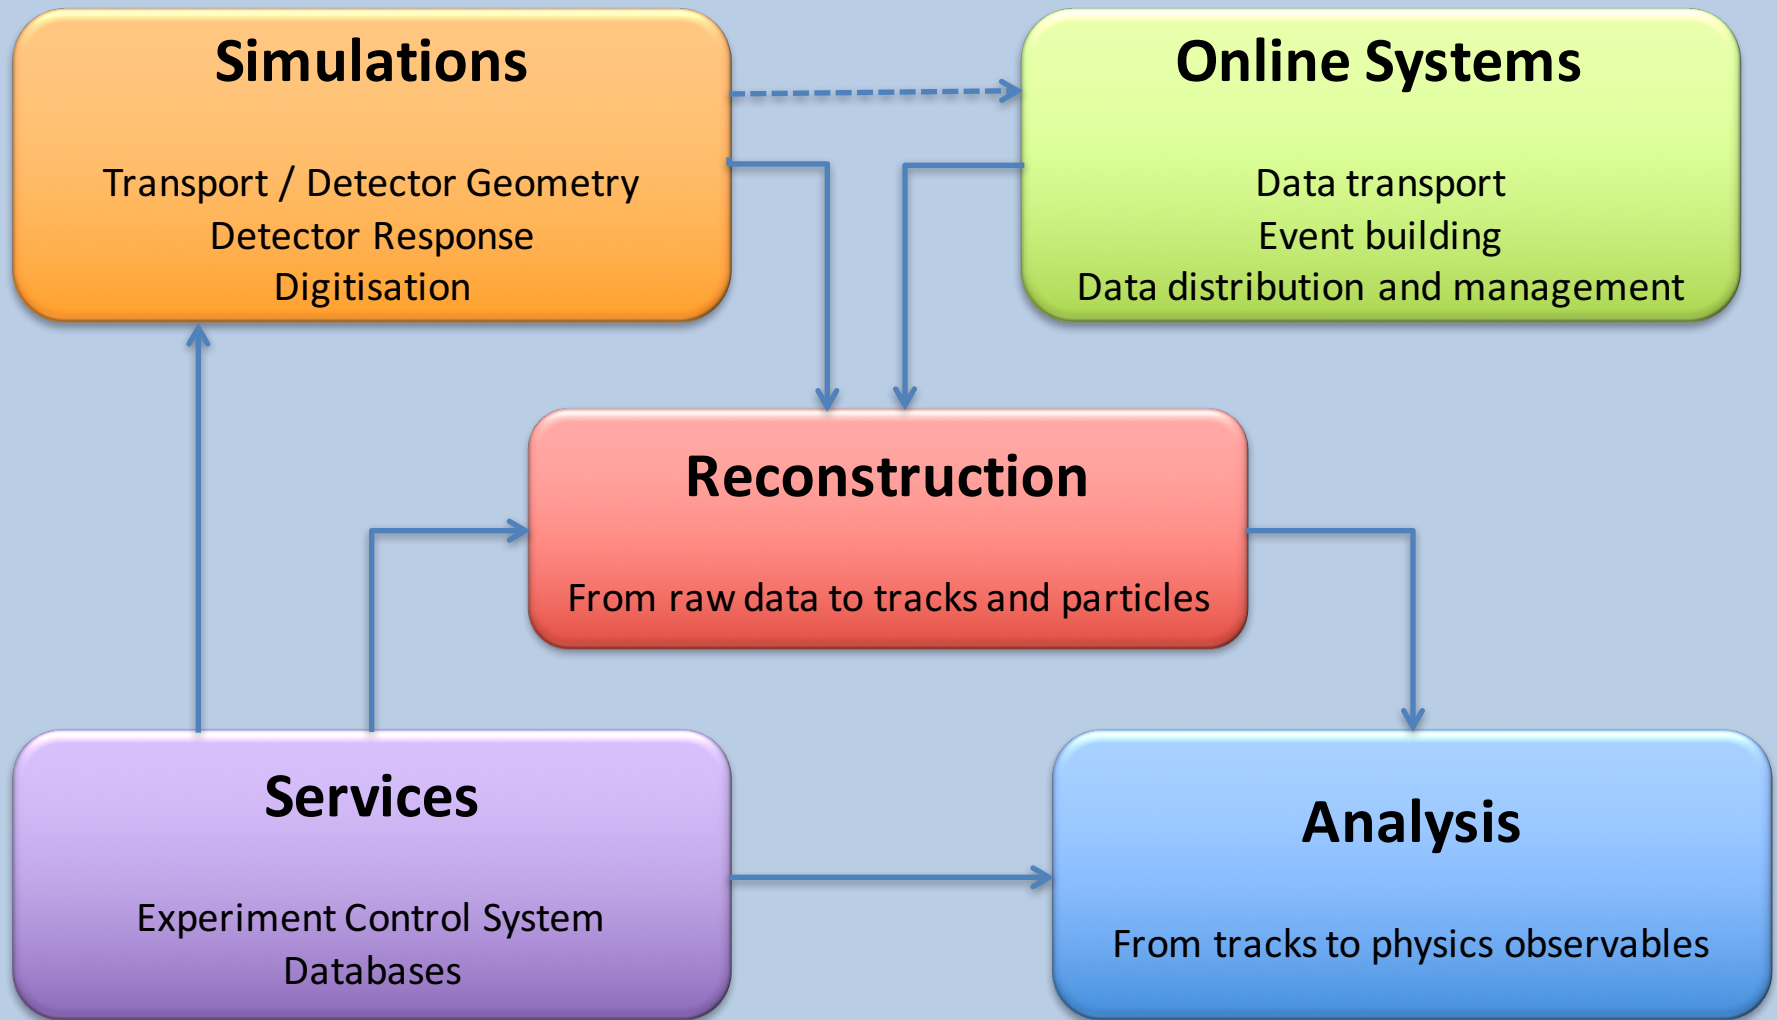 Simulations
Transport / Detector Geometry
Detector Response
Digitisation
Online Systems
Data transport
Event building
Data distribution and management
Reconstruction
From raw data to tracks and particles
Services
Experiment Control System
Databases
Analysis
From tracks to physics observables